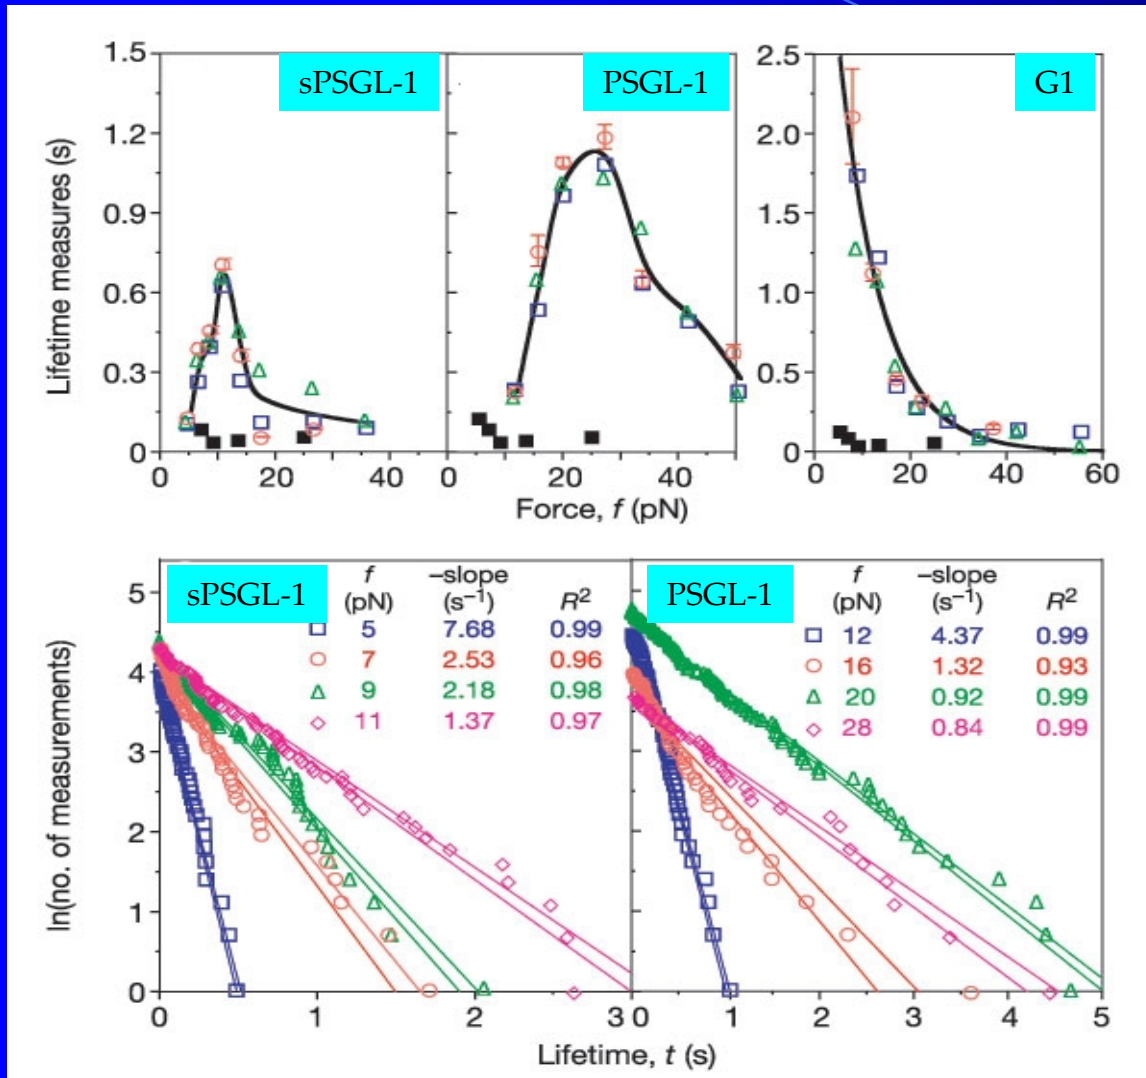 sPSGL-1
PSGL-1
G1
Lifetime measures (s)
1.5
1.2
0.9
0.6
0.3
0
2.5
2.0
1.5
1.0
0.5
0
0 20 40
0 20 40
0 20 40 60
Force, f (pN)
sPSGL-1
f –slope
(pN) (s–1) R2
5 7.68 0.99
7 2.53 0.96
9 2.18 0.98
11 1.37 0.97
PSGL-1
f –slope
(pN) (s–1) R2
12 4.37 0.99
16 1.32 0.93
20 0.92 0.99
28 0.84 0.99
ln(no. of measurements)
5
4
3
2
1
0
0 1 2 3
0 1 2 3 4 5
Lifetime, t (s)